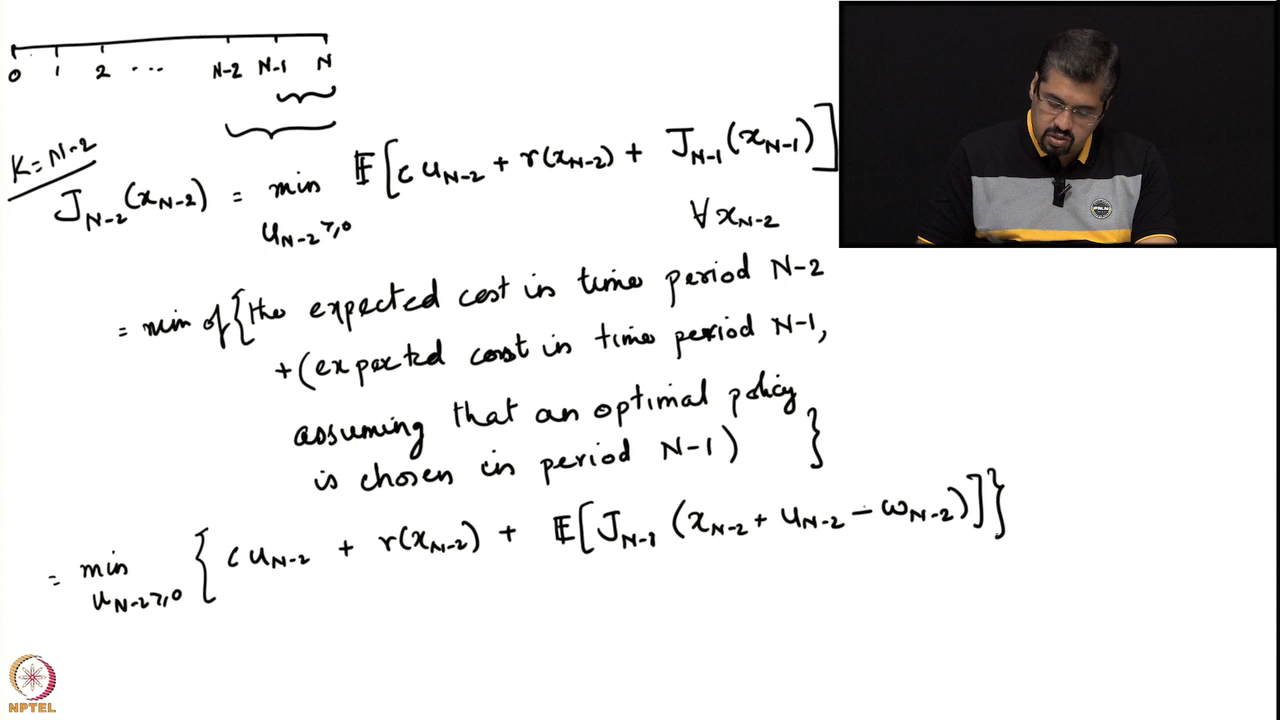 0 1 2 ... N-2 N-1 N
K=N-2
J_{N-2}(x_{N-2}) = min_{u_{N-2}≥0} 𝔼[c u_{N-2} + r(x_{N-2}) + J_{N-1}(x_{N-1})]
∀ x_{N-2}
= min of {the expected cost in time period N-2
+ (expected cost in time period N-1,
assuming that an optimal policy
is chosen in period N-1) }
= min_{u_{N-2}≥0} { c u_{N-2} + r(x_{N-2}) + 𝔼[J_{N-1} (x_{N-2} + u_{N-2} - ω_{N-2})]}
NPTEL